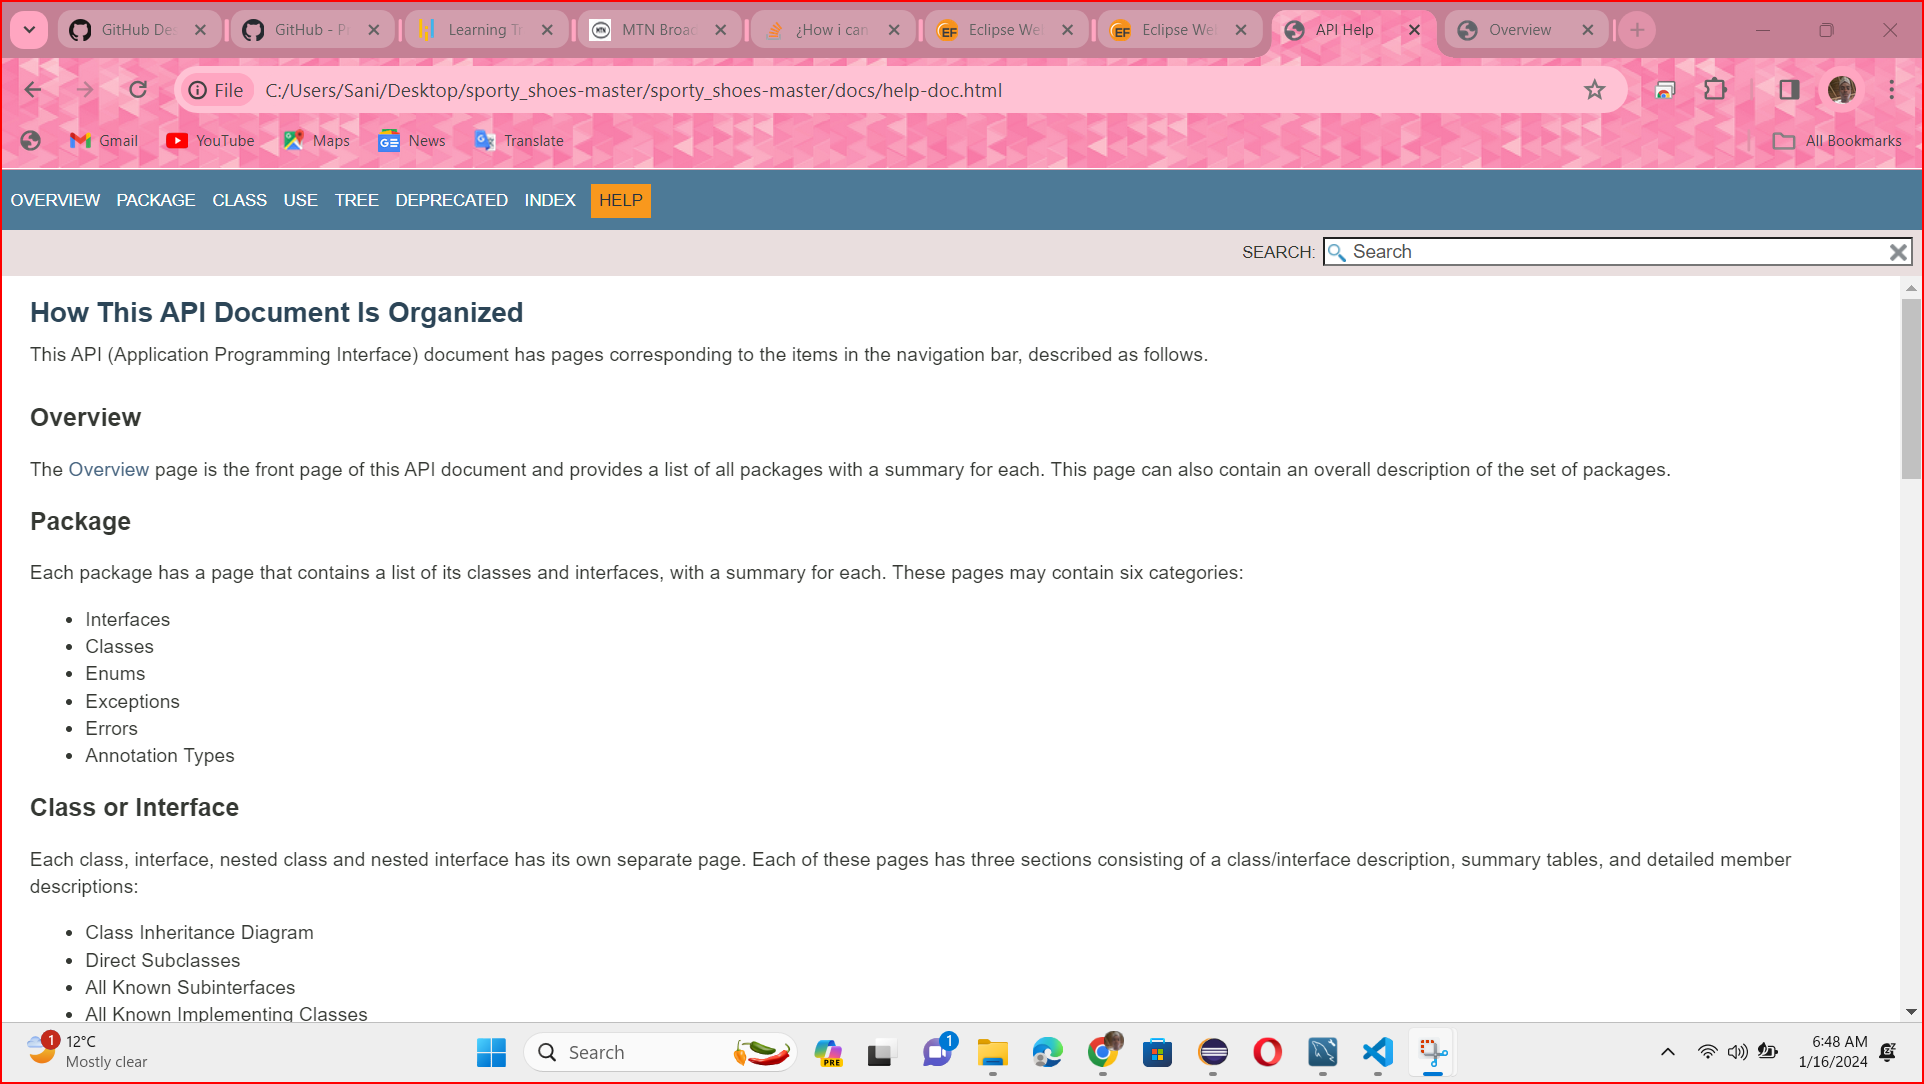 GitHub Des
GitHub - P
Learning Tr
MTN Broad
¿How i can
Eclipse Wel
Eclipse Wel
API Help
Overview
File C:/Users/Sani/Desktop/sporty_shoes-master/sporty_shoes-master/docs/help-doc.html
Gmail YouTube Maps News Translate All Bookmarks
OVERVIEW PACKAGE CLASS USE TREE DEPRECATED INDEX HELP
SEARCH: Search
How This API Document Is Organized
This API (Application Programming Interface) document has pages corresponding to the items in the navigation bar, described as follows.
Overview
The Overview page is the front page of this API document and provides a list of all packages with a summary for each. This page can also contain an overall description of the set of packages.
Package
Each package has a page that contains a list of its classes and interfaces, with a summary for each. These pages may contain six categories:
• Interfaces
• Classes
• Enums
• Exceptions
• Errors
• Annotation Types
Class or Interface
Each class, interface, nested class and nested interface has its own separate page. Each of these pages has three sections consisting of a class/interface description, summary tables, and detailed member
descriptions:
• Class Inheritance Diagram
• Direct Subclasses
• All Known Subinterfaces
• All Known Implementing Classes
1 12°C
Mostly clear
Search
PRE
1
6:48 AM
1/16/2024